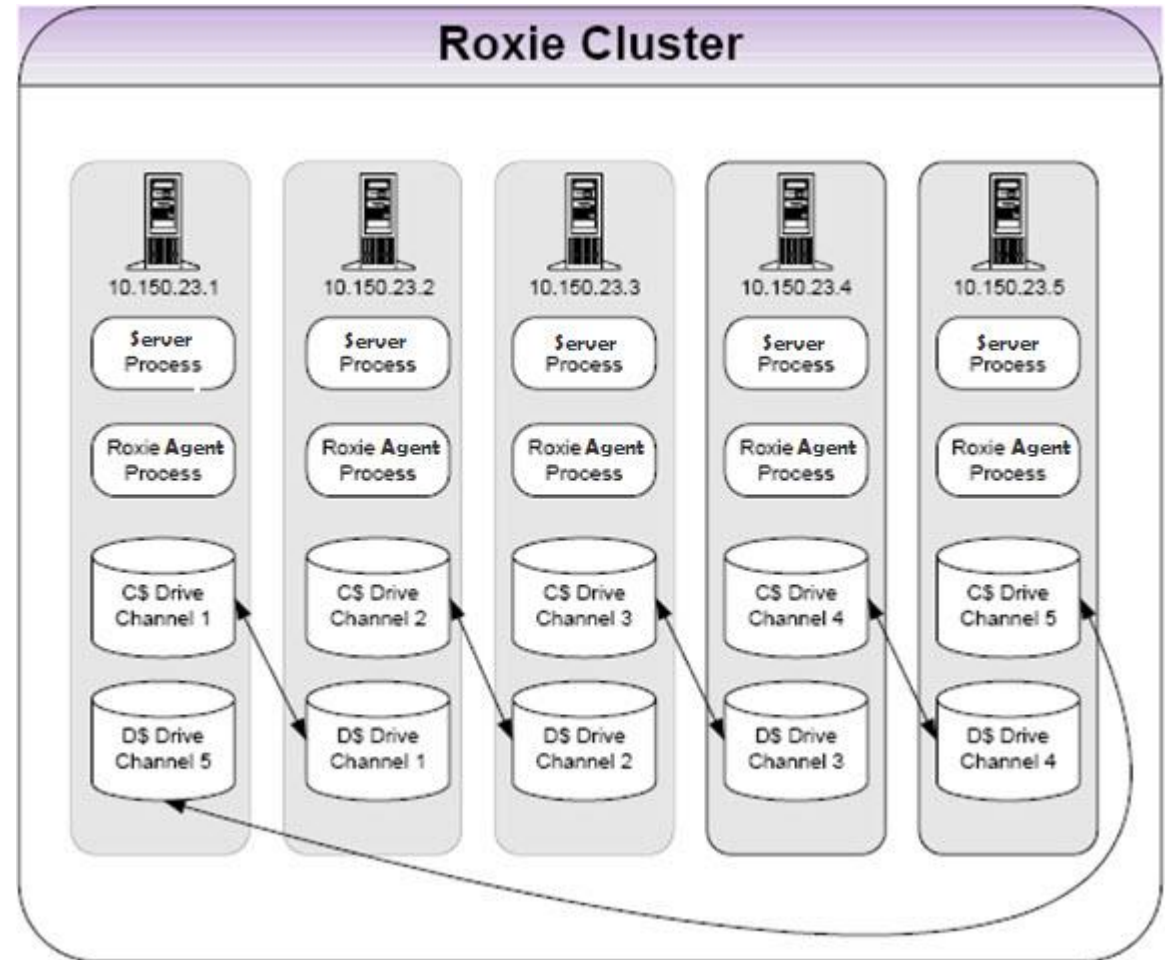 Roxie Cluster
10.150.23.1
10.150.23.2
10.150.23.3
10.150.23.4
10.150.23.5
Server
Process
Server
Process
Server
Process
Server
Process
Server
Process
Roxie Agent
Process
Roxie Agent
Process
Roxie Agent
Process
Roxie Agent
Process
Roxie Agent
Process
C$ Drive
Channel 1
C$ Drive
Channel 2
C$ Drive
Channel 3
C$ Drive
Channel 4
C$ Drive
Channel 5
D$ Drive
Channel 5
D$ Drive
Channel 1
D$ Drive
Channel 2
D$ Drive
Channel 3
D$ Drive
Channel 4